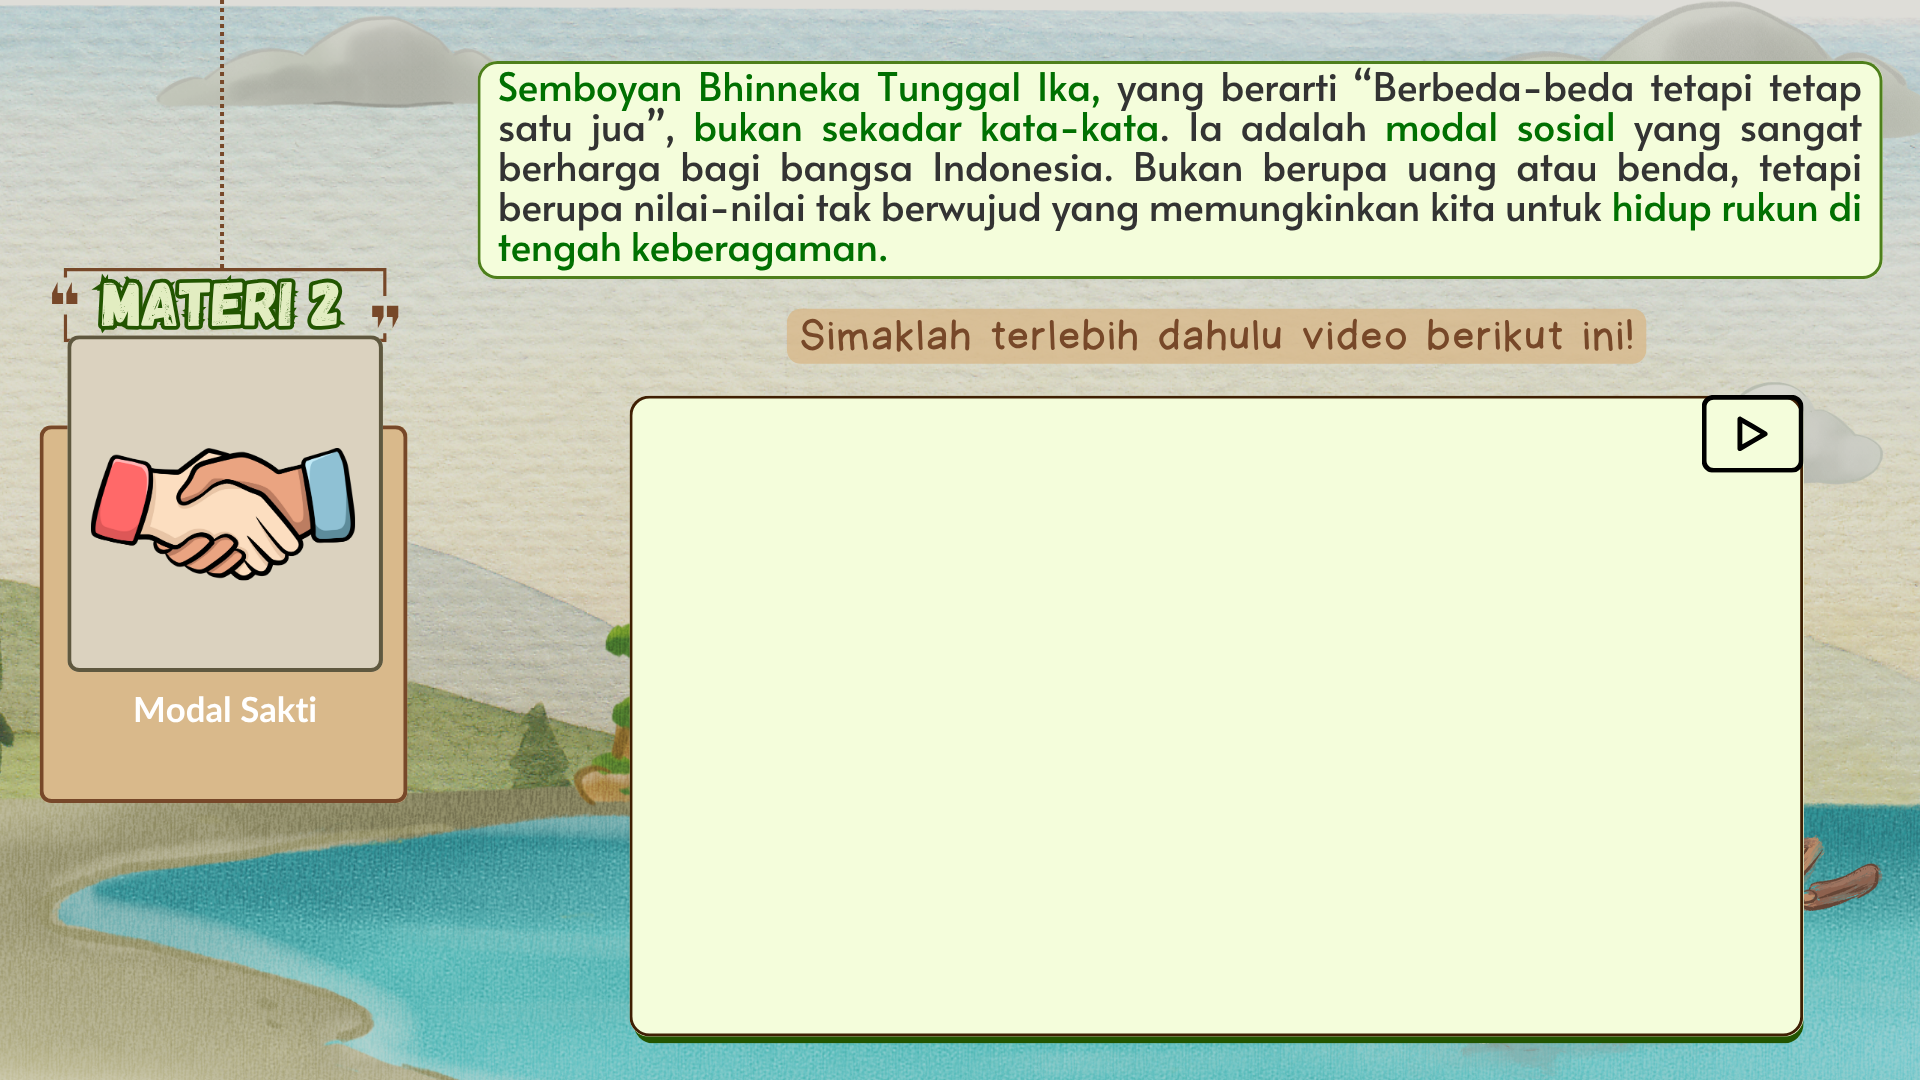 Semboyan Bhinneka Tunggal Ika, yang berarti “Berbeda-beda tetapi tetap
satu jua”, bukan sekadar kata-kata. Ia adalah modal sosial yang sangat
berharga bagi bangsa Indonesia. Bukan berupa uang atau benda, tetapi
berupa nilai-nilai tak berwujud yang memungkinkan kita untuk hidup rukun di
tengah keberagaman.
“MATERI 2”
Simaklah terlebih dahulu video berikut ini!
Modal Sakti